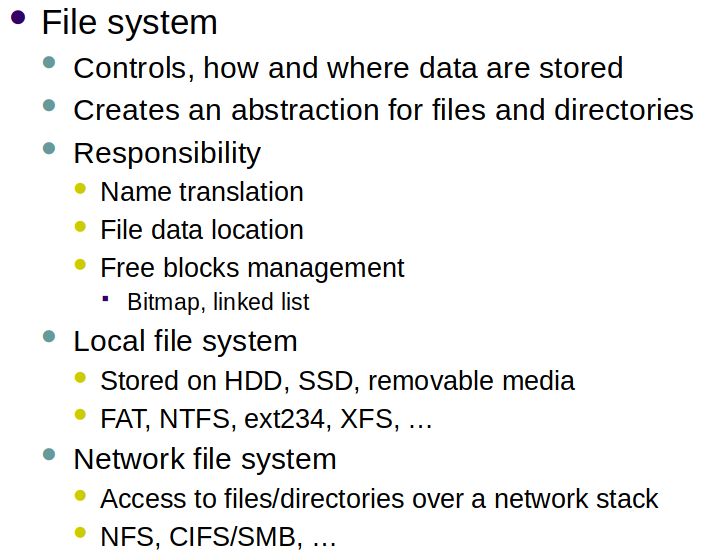 File system
Controls, how and where data are stored
Creates an abstraction for files and directories
Responsibility
Name translation
File data location
Free blocks management
Bitmap, linked list
Local file system
Stored on HDD, SSD, removable media
FAT, NTFS, ext234, XFS, …
Network file system
Access to files/directories over a network stack
NFS, CIFS/SMB, …